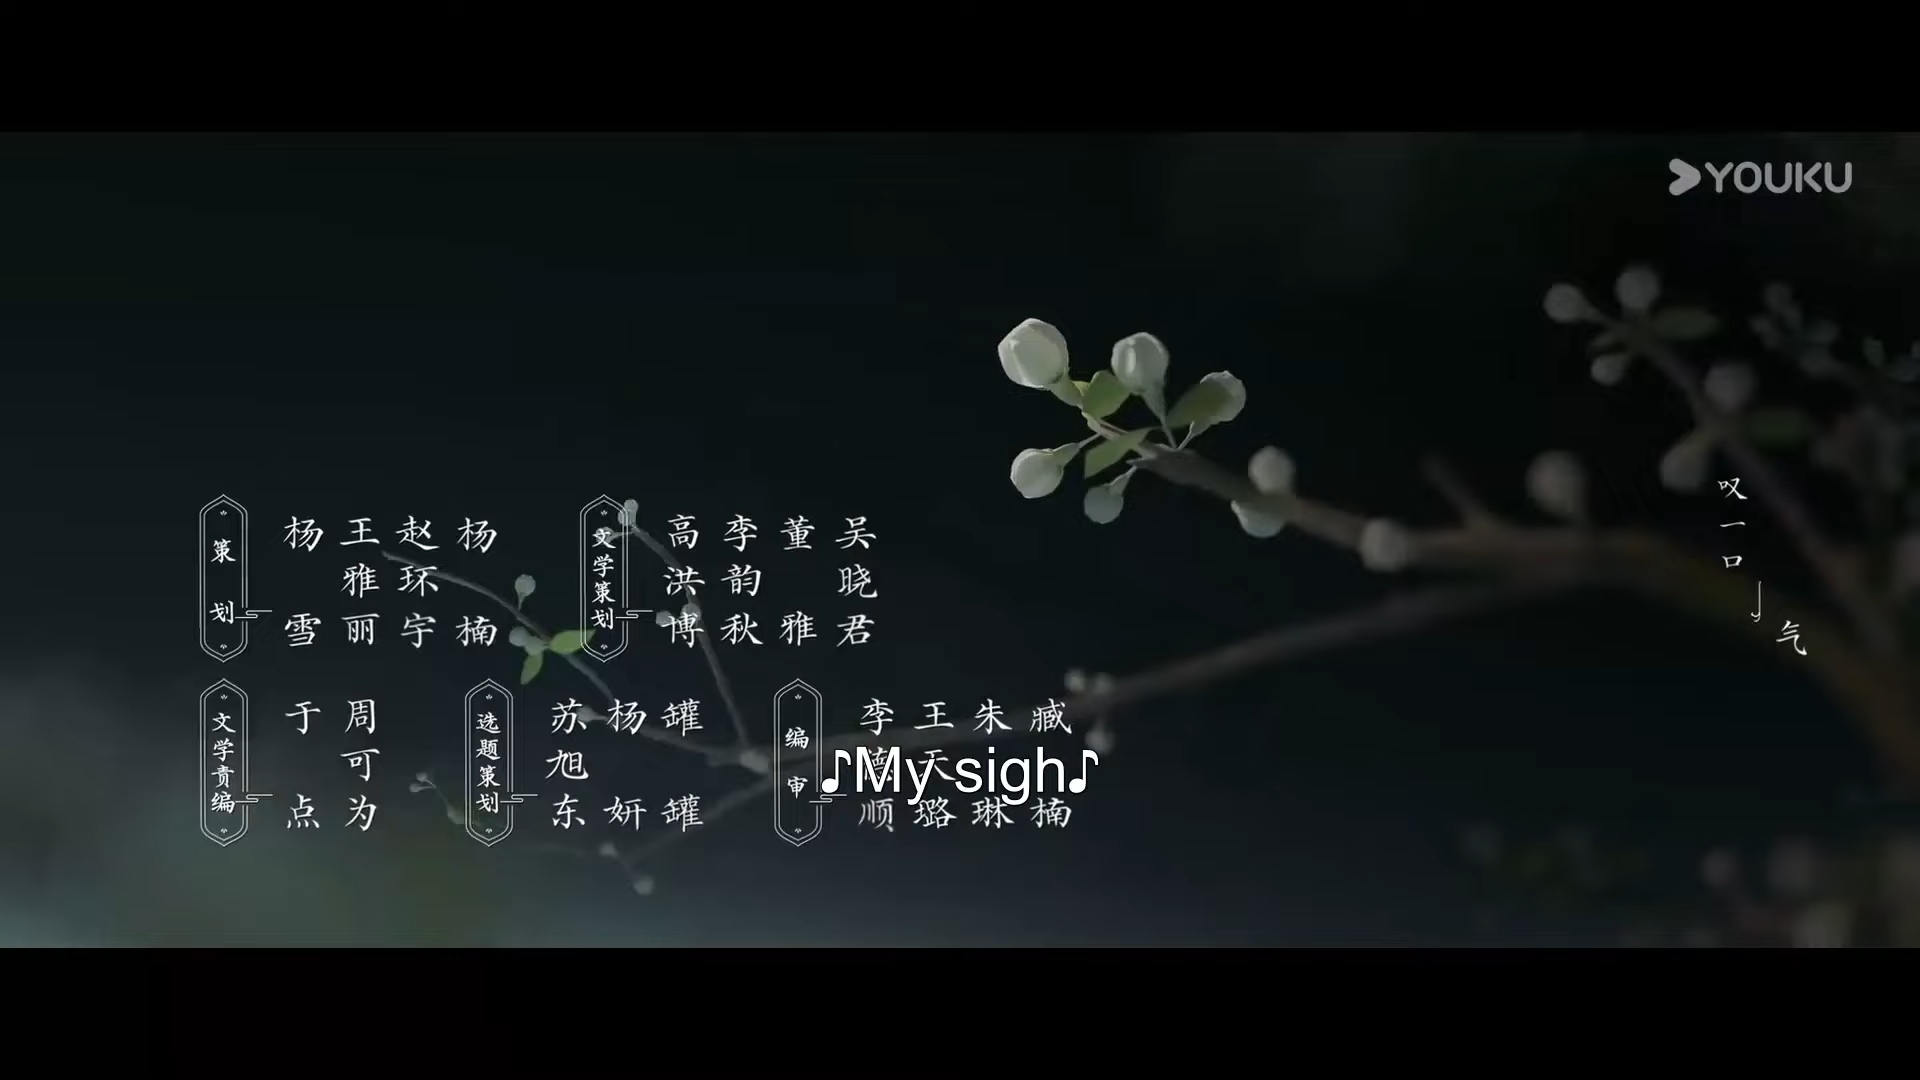 YOUKU
策划
杨雪
王雅丽
赵环宇
杨楠
文学策划
高洪博
李韵秋
董雅
吴晓君
文学责编
于点
周可为
选题策划
苏旭东
杨妍
罐罐
编审
李德顺
王天璐
朱琳
臧楠
♪My sigh♪
叹一口气